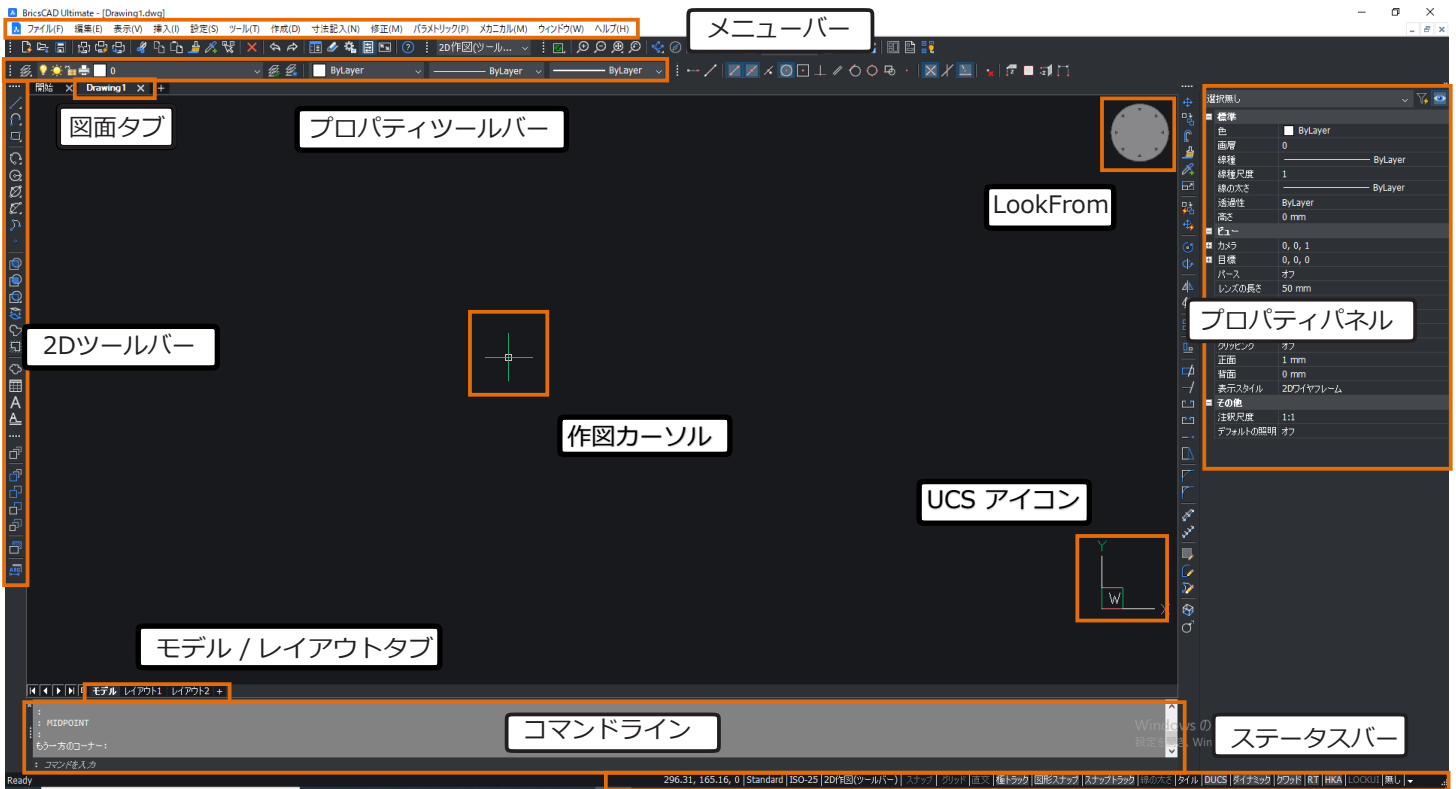 BricsCAD Ultimate - [Drawing1.dwg]
ファイル(F) 編集(E) 表示(V) 挿入(I) 設定(S) ツール(T) 作成(D) 寸法記入(N) 修正(M) パラメトリック(P) メカニカル(M) ウィンドウ(W) ヘルプ(H)
メニューバー
2D作図(ツール...
0 ByLayer ByLayer ByLayer
開始 Drawing1
図面タブ
プロパティツールバー
LookFrom
2Dツールバー
作図カーソル
UCS アイコン
Y
W
X
A
A
ABC
選択無し
標準
色 ByLayer
画層 0
線種 ByLayer
線種尺度 1
線の太さ ByLayer
透過性 ByLayer
高さ 0 mm
ビュー
カメラ 0, 0, 1
目標 0, 0, 0
パース オフ
レンズの長さ 50 mm
プロパティパネル
クリッピング オフ
正面 1 mm
背面 0 mm
表示スタイル 2Dワイヤフレーム
その他
注釈尺度 1:1
デフォルトの照明 オフ
モデル / レイアウトタブ
モデル レイアウト1 レイアウト2 +
:
: MIDPOINT
:
もう一方のコーナー:
: コマンドを入力
コマンドライン
Windows の
ステータスバー
Ready
296.31, 165.16, 0 Standard ISO-25 2D作図(ツールバー) スナップ グリッド 直交 極トラック 図形スナップ スナップトラック 線の太さ タイル DUCS ダイナミック クワッド RT HKA LOCKUI 無し